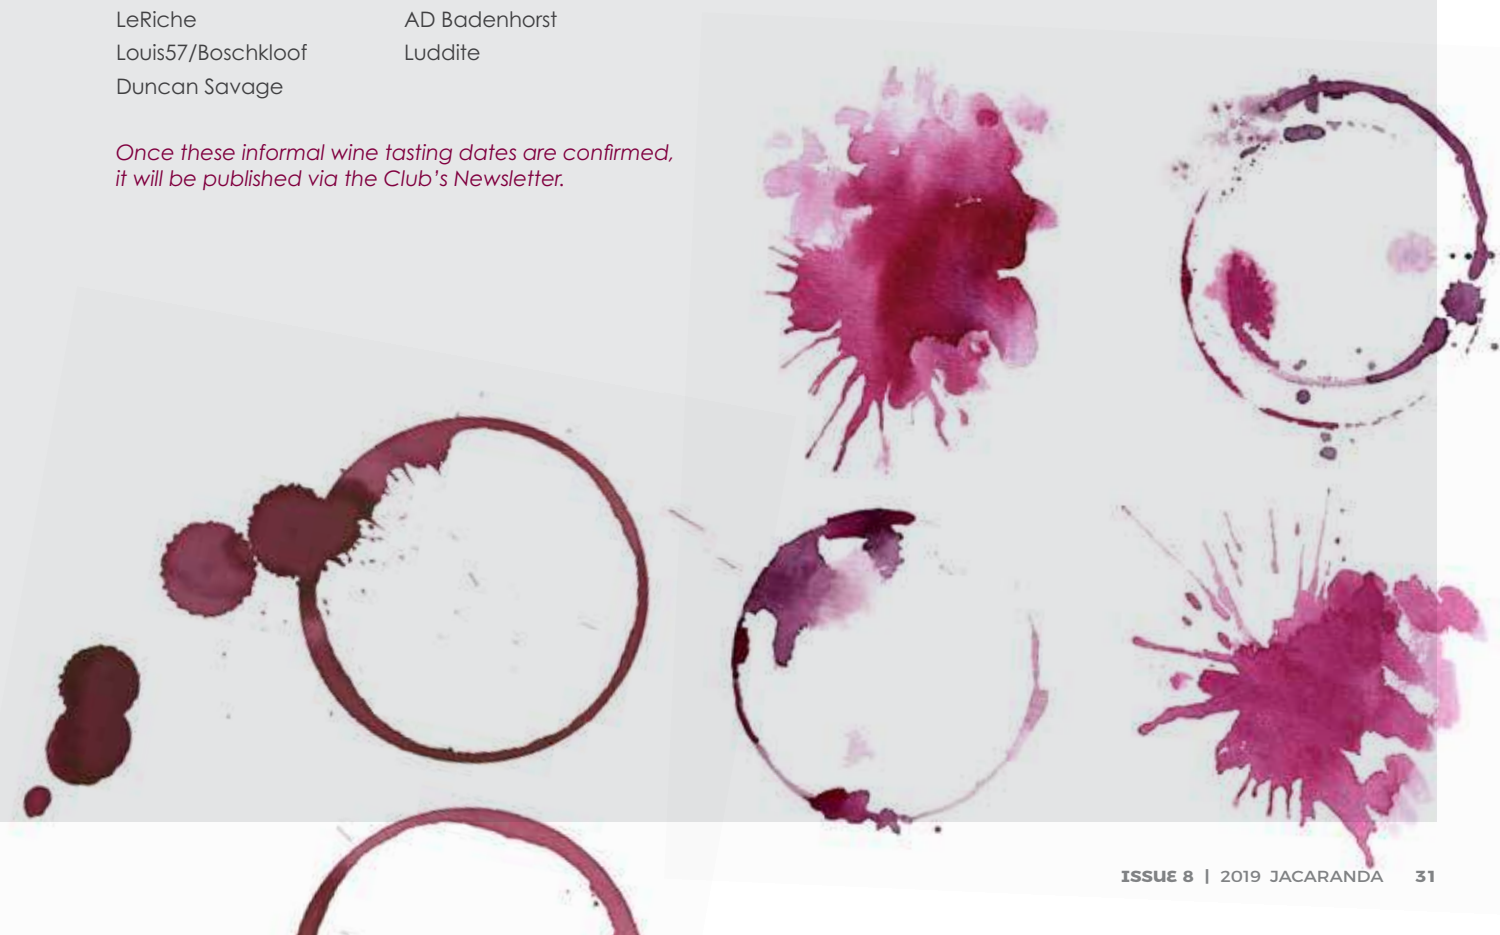 LeRiche
Louis57/Boschkloof
Duncan Savage
AD Badenhorst
Luddite
Once these informal wine tasting dates are confirmed,
it will be published via the Club's Newsletter.
ISSUE 8 | 2019 JACARANDA 31